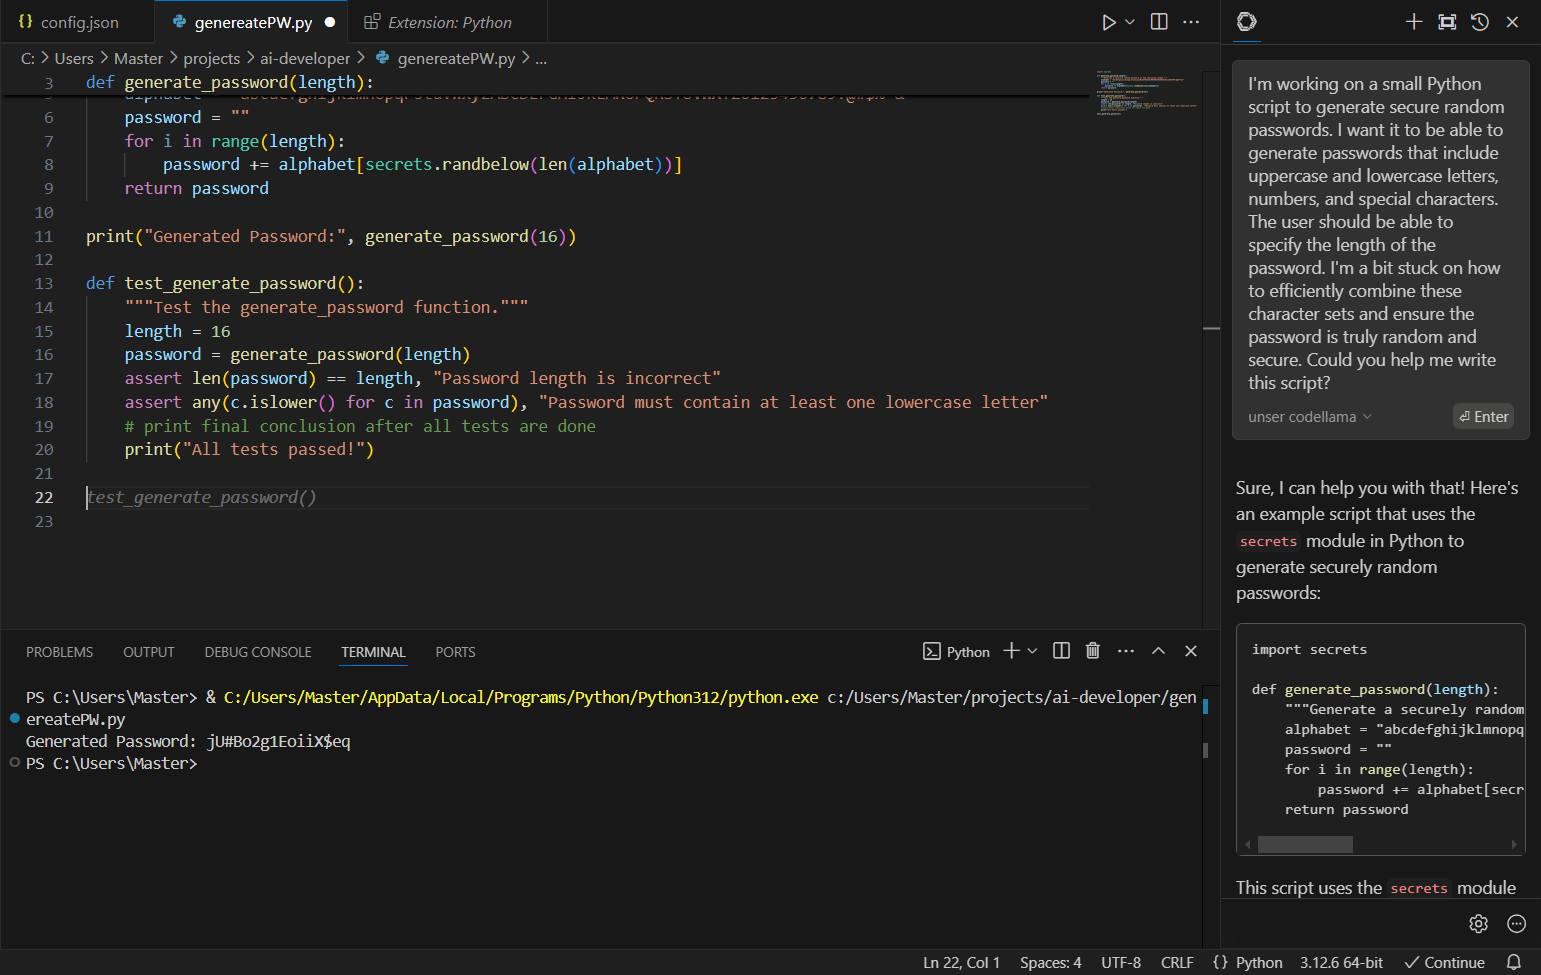 {} config.json
genereatePW.py
Extension: Python
C: > Users > Master > projects > ai-developer > genereatePW.py > ...
3 def generate_password(length):
6 password = ""
7 for i in range(length):
8 password += alphabet[secrets.randbelow(len(alphabet))]
9 return password
10
11 print("Generated Password:", generate_password(16))
12
13 def test_generate_password():
14 """Test the generate_password function."""
15 length = 16
16 password = generate_password(length)
17 assert len(password) == length, "Password length is incorrect"
18 assert any(c.islower() for c in password), "Password must contain at least one lowercase letter"
19 # print final conclusion after all tests are done
20 print("All tests passed!")
21
22 test_generate_password()
23
PROBLEMS OUTPUT DEBUG CONSOLE TERMINAL PORTS
Python
PS C:\Users\Master> & C:/Users/Master/AppData/Local/Programs/Python/Python312/python.exe c:/Users/Master/projects/ai-developer/gen
ereatePW.py
Generated Password: jU#Bo2g1EoiiX$eq
PS C:\Users\Master>
I'm working on a small Python
script to generate secure random
passwords. I want it to be able to
generate passwords that include
uppercase and lowercase letters,
numbers, and special characters.
The user should be able to
specify the length of the
password. I'm a bit stuck on how
to efficiently combine these
character sets and ensure the
password is truly random and
secure. Could you help me write
this script?
unser codellama
⏎ Enter
Sure, I can help you with that! Here's
an example script that uses the
secrets module in Python to
generate securely random
passwords:
import secrets
def generate_password(length):
"""Generate a securely random
alphabet = "abcdefghijklmnopq
password = ""
for i in range(length):
password += alphabet[secr
return password
This script uses the secrets module
Ln 22, Col 1 Spaces: 4 UTF-8 CRLF {} Python 3.12.6 64-bit ✓ Continue